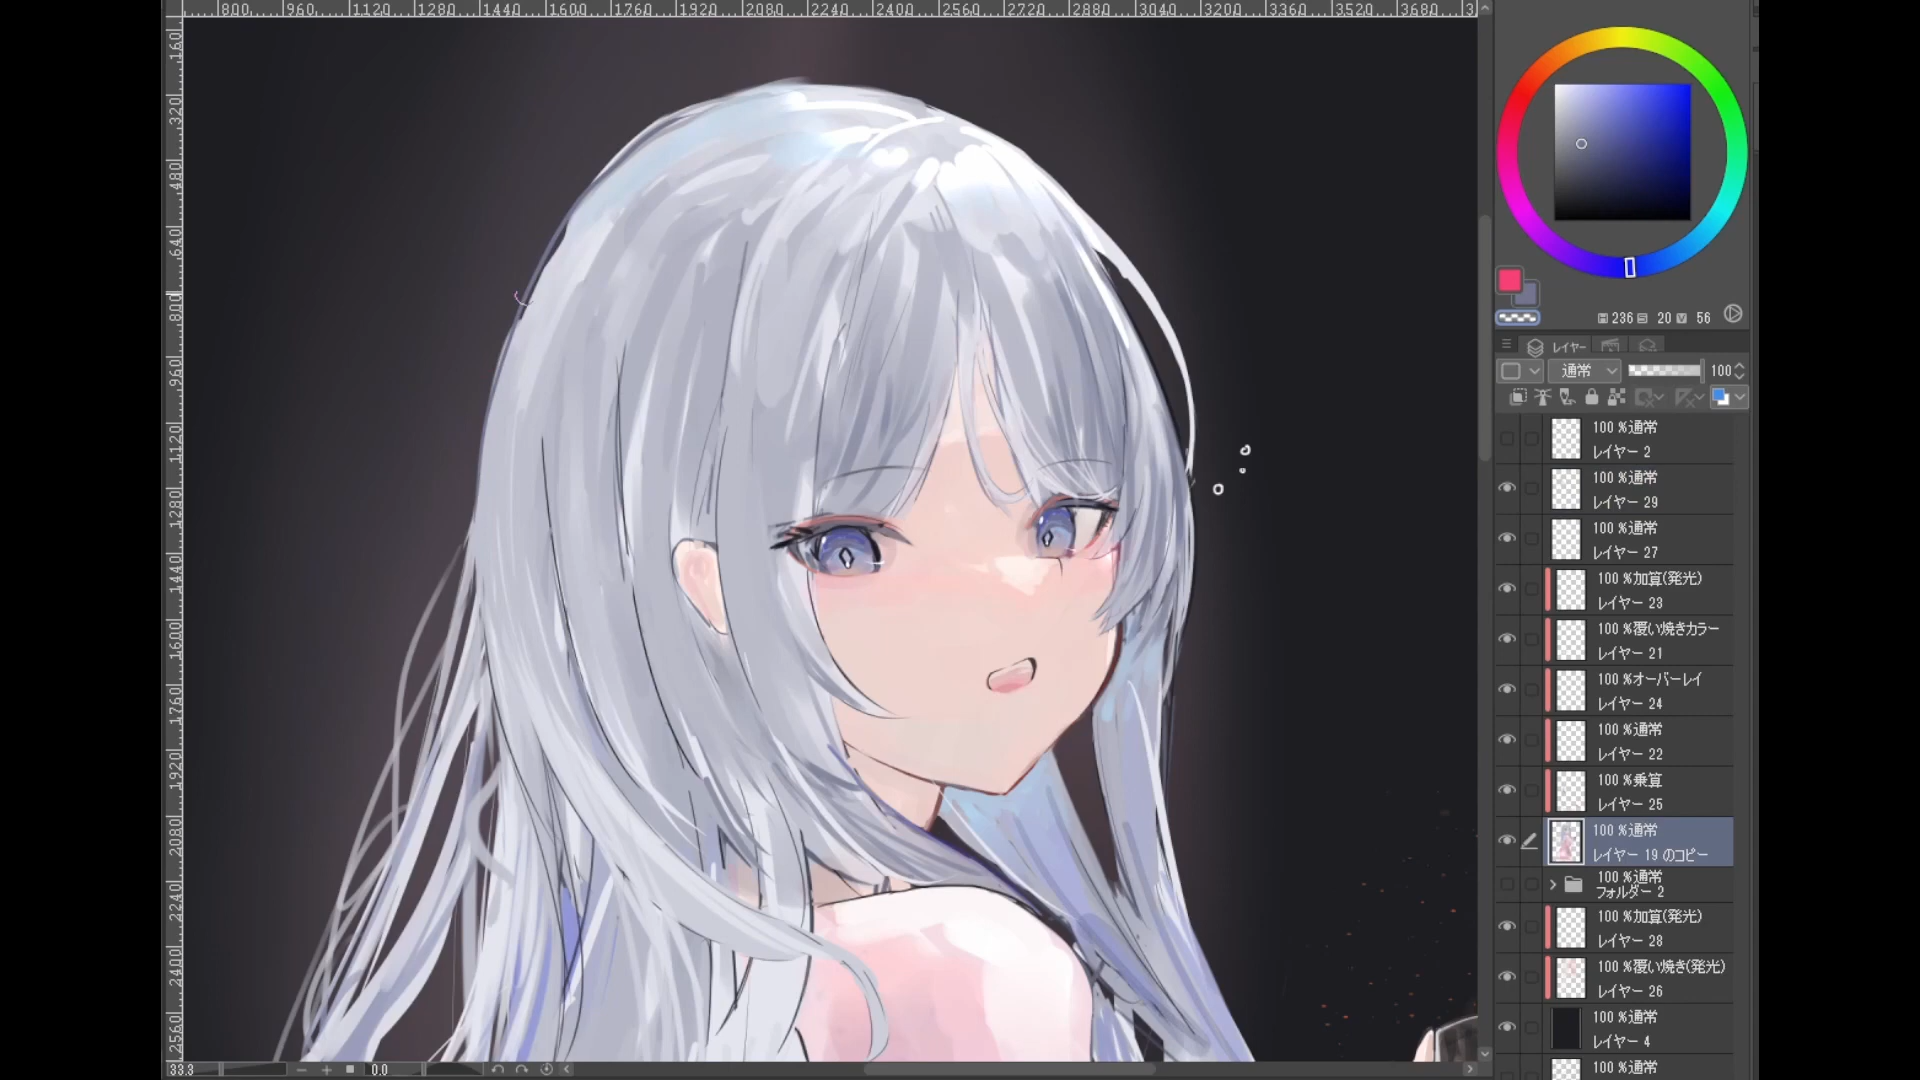 800 960 1120 1280 1440 1600 1760 1920 2080 2240 2400 2560 2720 2880 3040 3200 3360 3520 3680
160
320
480
640
800
960
1120
1280
1440
1600
1760
1920
2080
2240
2400
2560
H 236 S 20 V 56
レイヤー
通常 100
100 %通常
レイヤー 2
100 %通常
レイヤー 29
100 %通常
レイヤー 27
100 %加算(発光)
レイヤー 23
100 %覆い焼きカラー
レイヤー 21
100 %オーバーレイ
レイヤー 24
100 %通常
レイヤー 22
100 %乗算
レイヤー 25
100 %通常
レイヤー 19 のコピー
100 %通常
フォルダー 2
100 %加算(発光)
レイヤー 28
100 %覆い焼き(発光)
レイヤー 26
100 %通常
レイヤー 4
100 %通常
33.3 0.0